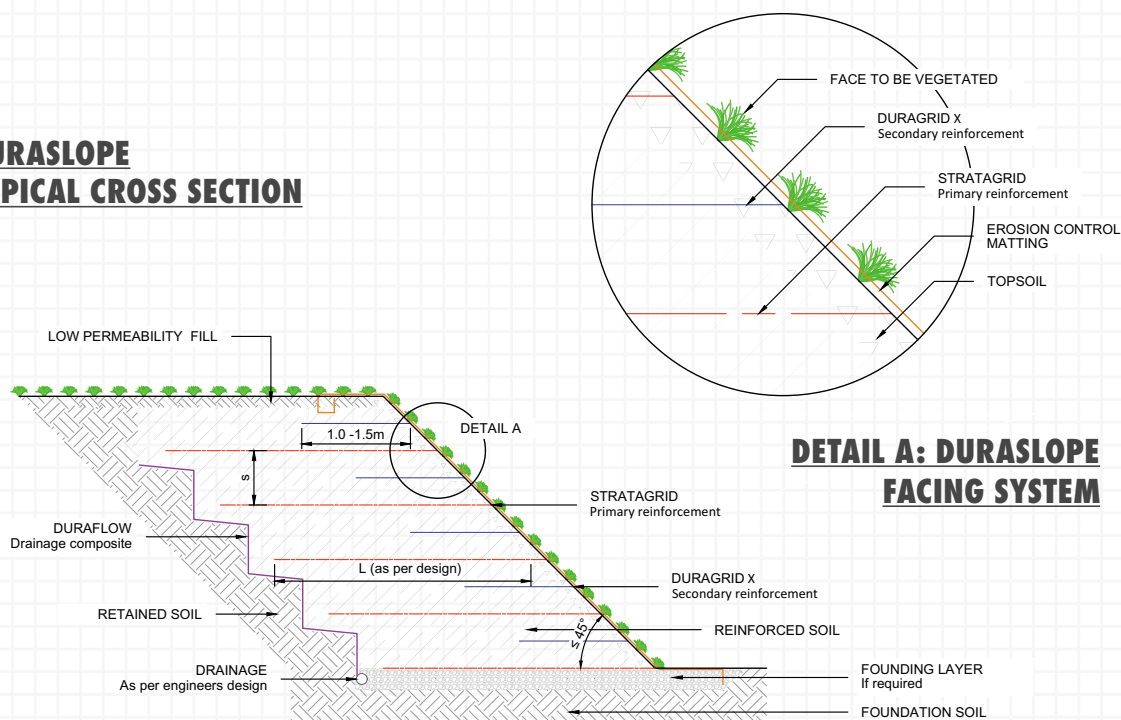 URASLOPE
PICAL CROSS SECTION
FACE TO BE VEGETATED
DURAGRID X
Secondary reinforcement
STRATAGRID
Primary reinforcement
EROSION CONTROL
MATTING
TOPSOIL
LOW PERMEABILITY FILL
1.0 -1.5m
DETAIL A
s
DETAIL A: DURASLOPE
FACING SYSTEM
STRATAGRID
Primary reinforcement
DURAFLOW
Drainage composite
L (as per design)
DURAGRID X
Secondary reinforcement
RETAINED SOIL
REINFORCED SOIL
≤ 45°
DRAINAGE
As per engineers design
FOUNDING LAYER
If required
FOUNDATION SOIL